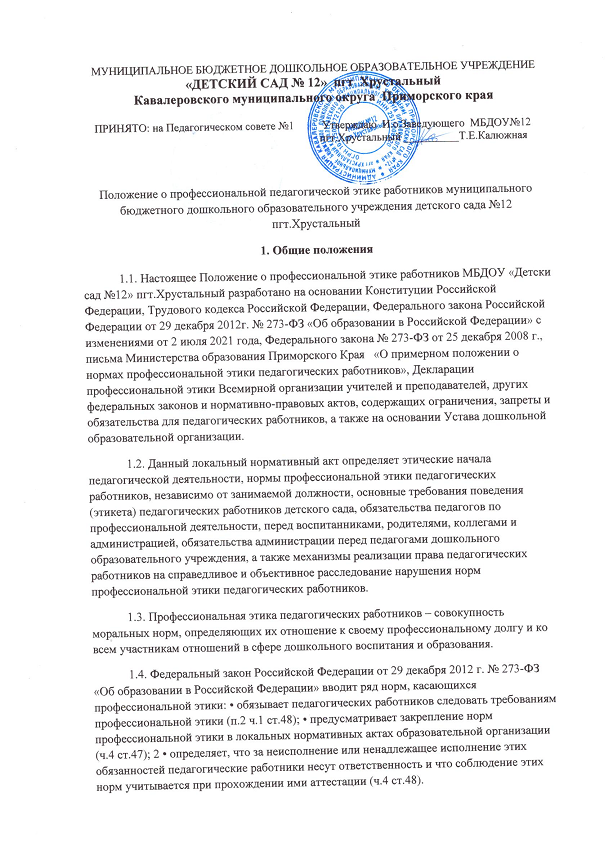 МУНИЦИПАЛЬНОЕ БЮДЖЕТНОЕ ДОШКОЛЬНОЕ ОБРАЗОВАТЕЛЬНОЕ УЧРЕЖДЕНИЕ
«ДЕТСКИЙ САД № 12» пгт. Хрустальный
Кавалеровского муниципального округа Приморского края
ПРИНЯТО: на Педагогическом совете №1 Утверждаю И.о Заведующего МБДОУ№12
пгт.Хрустальный Т.Е.Калюжная
Положение о профессиональной педагогической этике работников муниципального
бюджетного дошкольного образовательного учреждения детского сада №12
пгт.Хрустальный
1. Общие положения
1.1. Настоящее Положение о профессиональной этике работников МБДОУ «Детски
сад №12» пгт.Хрустальный разработано на основании Конституции Российской
Федерации, Трудового кодекса Российской Федерации, Федерального закона Российской
Федерации от 29 декабря 2012г. № 273-ФЗ «Об образовании в Российской Федерации» с
изменениями от 2 июля 2021 года, Федерального закона № 273-ФЗ от 25 декабря 2008 г.,
письма Министерства образования Приморского Края «О примерном положении о
нормах профессиональной этики педагогических работников», Декларации
профессиональной этики Всемирной организации учителей и преподавателей, других
федеральных законов и нормативно-правовых актов, содержащих ограничения, запреты и
обязательства для педагогических работников, а также на основании Устава дошкольной
образовательной организации.
1.2. Данный локальный нормативный акт определяет этические начала
педагогической деятельности, нормы профессиональной этики педагогических
работников, независимо от занимаемой должности, основные требования поведения
(этикета) педагогических работников детского сада, обязательства педагогов по
профессиональной деятельности, перед воспитанниками, родителями, коллегами и
администрацией, обязательства администрации перед педагогами дошкольного
образовательного учреждения, а также механизмы реализации права педагогических
работников на справедливое и объективное расследование нарушения норм
профессиональной этики педагогических работников.
1.3. Профессиональная этика педагогических работников – совокупность
моральных норм, определяющих их отношение к своему профессиональному долгу и ко
всем участникам отношений в сфере дошкольного воспитания и образования.
1.4. Федеральный закон Российской Федерации от 29 декабря 2012 г. № 273-ФЗ
«Об образовании в Российской Федерации» вводит ряд норм, касающихся
профессиональной этики: • обязывает педагогических работников следовать требованиям
профессиональной этики (п.2 ч.1 ст.48); • предусматривает закрепление норм
профессиональной этики в локальных нормативных актах образовательной организации
(ч.4 ст.47); 2 • определяет, что за неисполнение или ненадлежащее исполнение этих
обязанностей педагогические работники несут ответственность и что соблюдение этих
норм учитывается при прохождении ими аттестации (ч.4 ст.48).